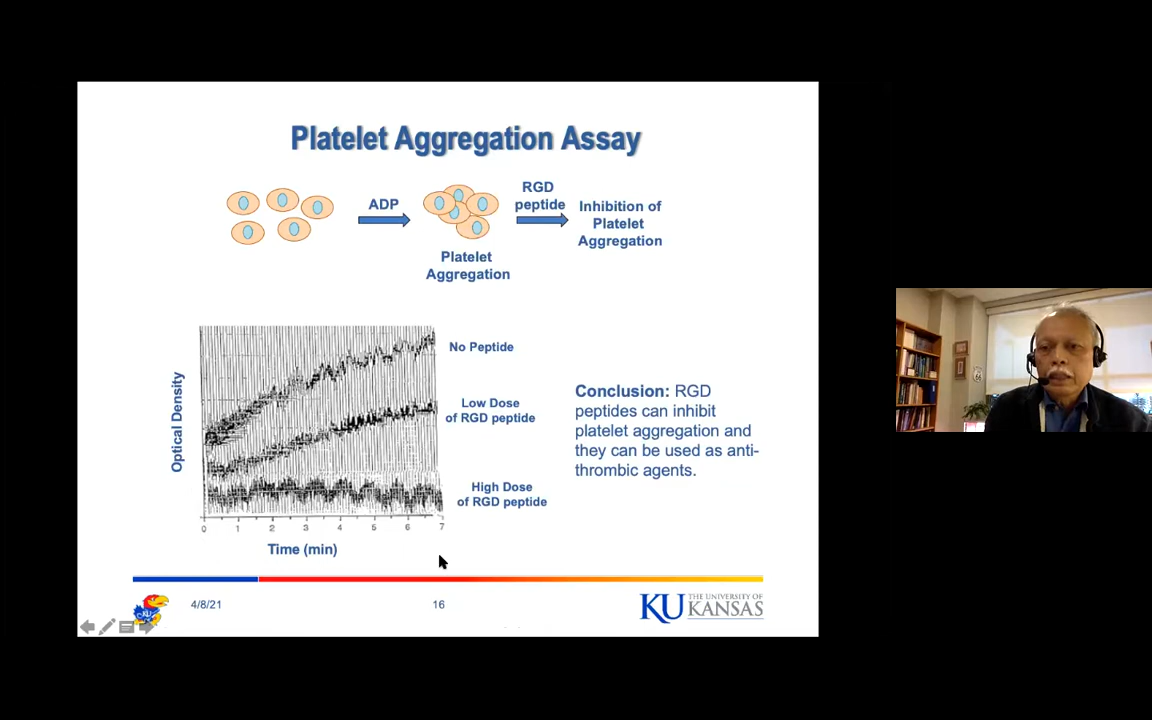 Platelet Aggregation Assay
ADP
RGD
peptide
Inhibition of
Platelet
Aggregation
Platelet
Aggregation
Optical Density
No Peptide
Low Dose
of RGD peptide
High Dose
of RGD peptide
0 1 2 3 4 5 6 7
Time (min)
Conclusion: RGD
peptides can inhibit
platelet aggregation and
they can be used as anti-
thrombic agents.
4/8/21
16
KU
KU THE UNIVERSITY OF
KANSAS